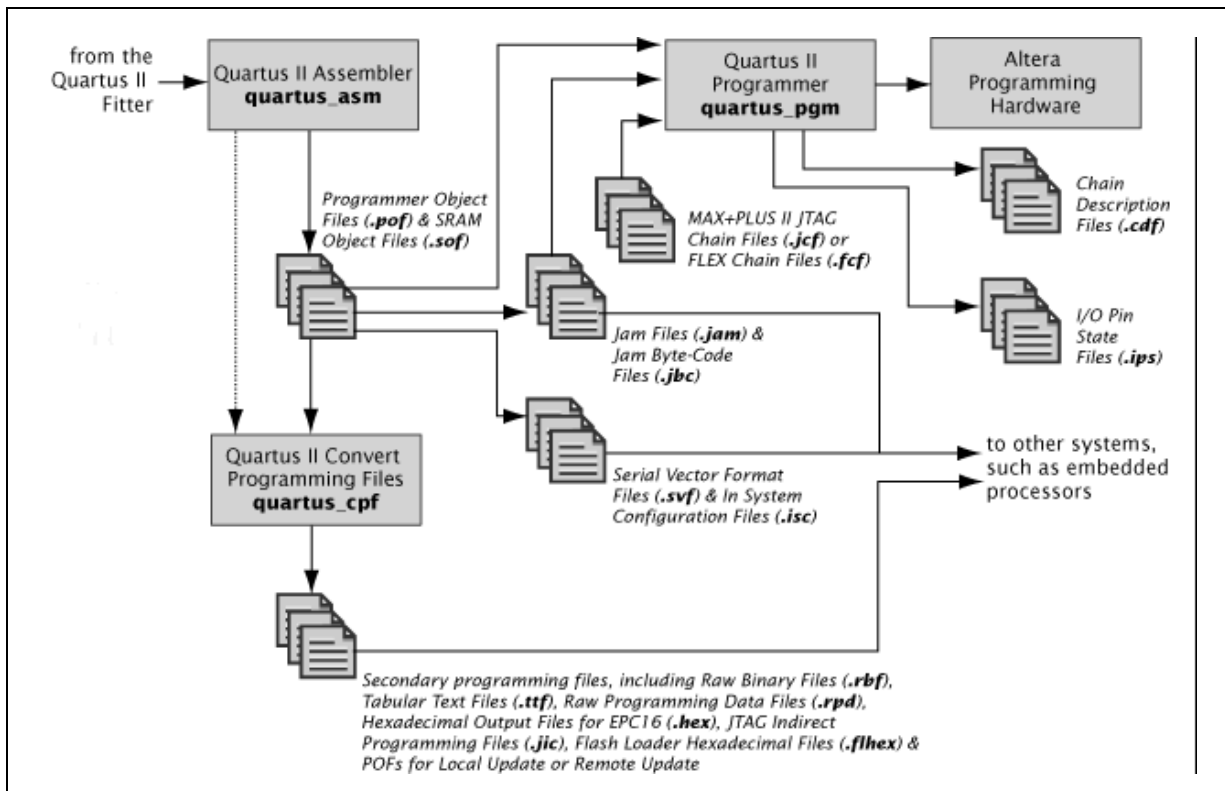 from the
Quartus II
Fitter
Quartus II Assembler
quartus_asm
Quartus II
Programmer
quartus_pgm
Altera
Programming
Hardware
Programmer Object
Files (.pof) & SRAM
Object Files (.sof)
MAX+PLUS II JTAG
Chain Files (.jcf) or
FLEX Chain Files (.fcf)
Chain
Description
Files (.cdf)
Jam Files (.jam) &
Jam Byte-Code
Files (.jbc)
I/O Pin
State
Files (.ips)
Quartus II Convert
Programming Files
quartus_cpf
Serial Vector Format
Files (.svf) & In System
Configuration Files (.isc)
to other systems,
such as embedded
processors
Secondary programming files, including Raw Binary Files (.rbf),
Tabular Text Files (.ttf), Raw Programming Data Files (.rpd),
Hexadecimal Output Files for EPC16 (.hex), JTAG Indirect
Programming Files (.jic), Flash Loader Hexadecimal Files (.flhex) &
POFs for Local Update or Remote Update